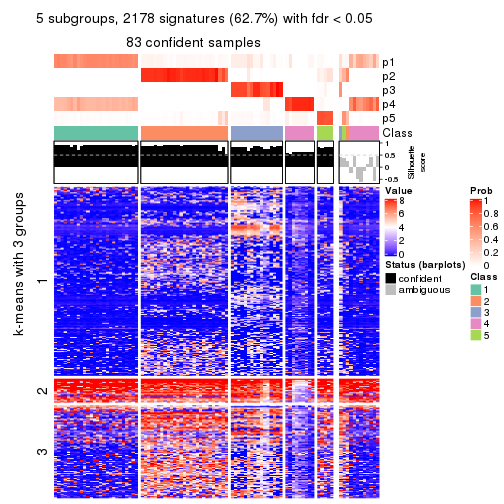 5 subgroups, 2178 signatures (62.7%) with fdr < 0.05
83 confident samples
p1
p2
p3
p4
p5
Class
1
0.5
0
-0.5
Silhouette
score
k-means with 3 groups
1
2
3
Value
8
6
4
2
0
Status (barplots)
confident
ambiguous
Prob
1
0.8
0.6
0.4
0.2
0
Class
1
2
3
4
5